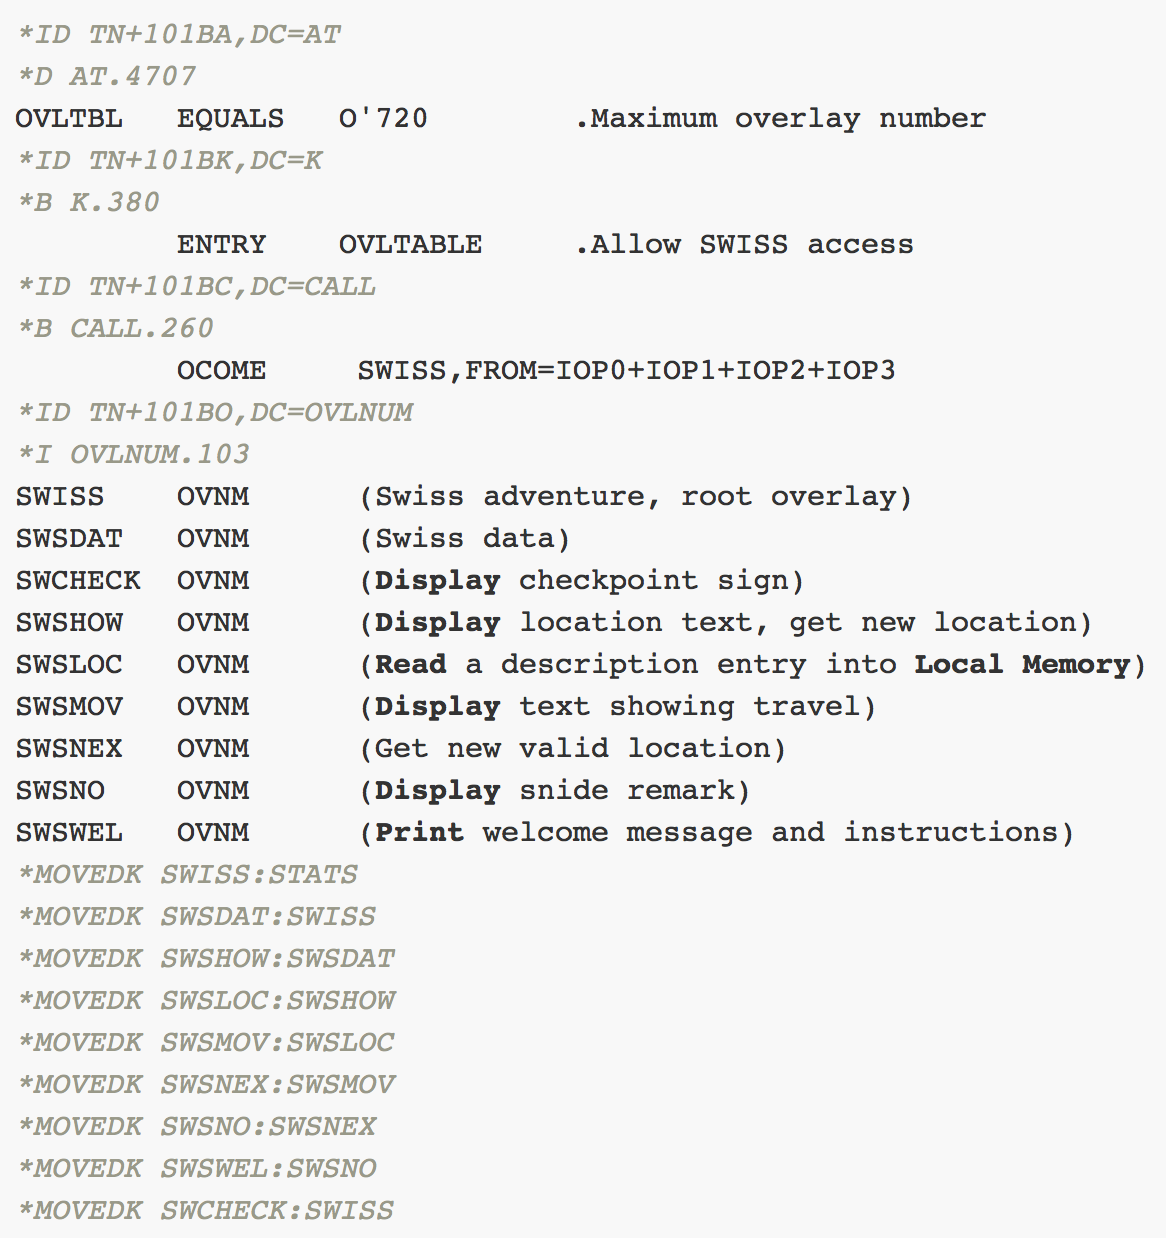 *ID TN+101BA,DC=AT
*D AT.4707
OVLTBL   EQUALS   O'720        .Maximum overlay number
*ID TN+101BK,DC=K
*B K.380
         ENTRY    OVLTABLE     .Allow SWISS access
*ID TN+101BC,DC=CALL
*B CALL.260
         OCOME     SWISS,FROM=IOP0+IOP1+IOP2+IOP3
*ID TN+101BO,DC=OVLNUM
*I OVLNUM.103
SWISS    OVNM      (Swiss adventure, root overlay)
SWSDAT   OVNM      (Swiss data)
SWCHECK  OVNM      (Display checkpoint sign)
SWSHOW   OVNM      (Display location text, get new location)
SWSLOC   OVNM      (Read a description entry into Local Memory)
SWSMOV   OVNM      (Display text showing travel)
SWSNEX   OVNM      (Get new valid location)
SWSNO    OVNM      (Display snide remark)
SWSWEL   OVNM      (Print welcome message and instructions)
*MOVEDK SWISS:STATS
*MOVEDK SWSDAT:SWISS
*MOVEDK SWSHOW:SWSDAT
*MOVEDK SWSLOC:SWSHOW
*MOVEDK SWSMOV:SWSLOC
*MOVEDK SWSNEX:SWSMOV
*MOVEDK SWSNO:SWSNEX
*MOVEDK SWSWEL:SWSNO
*MOVEDK SWCHECK:SWISS